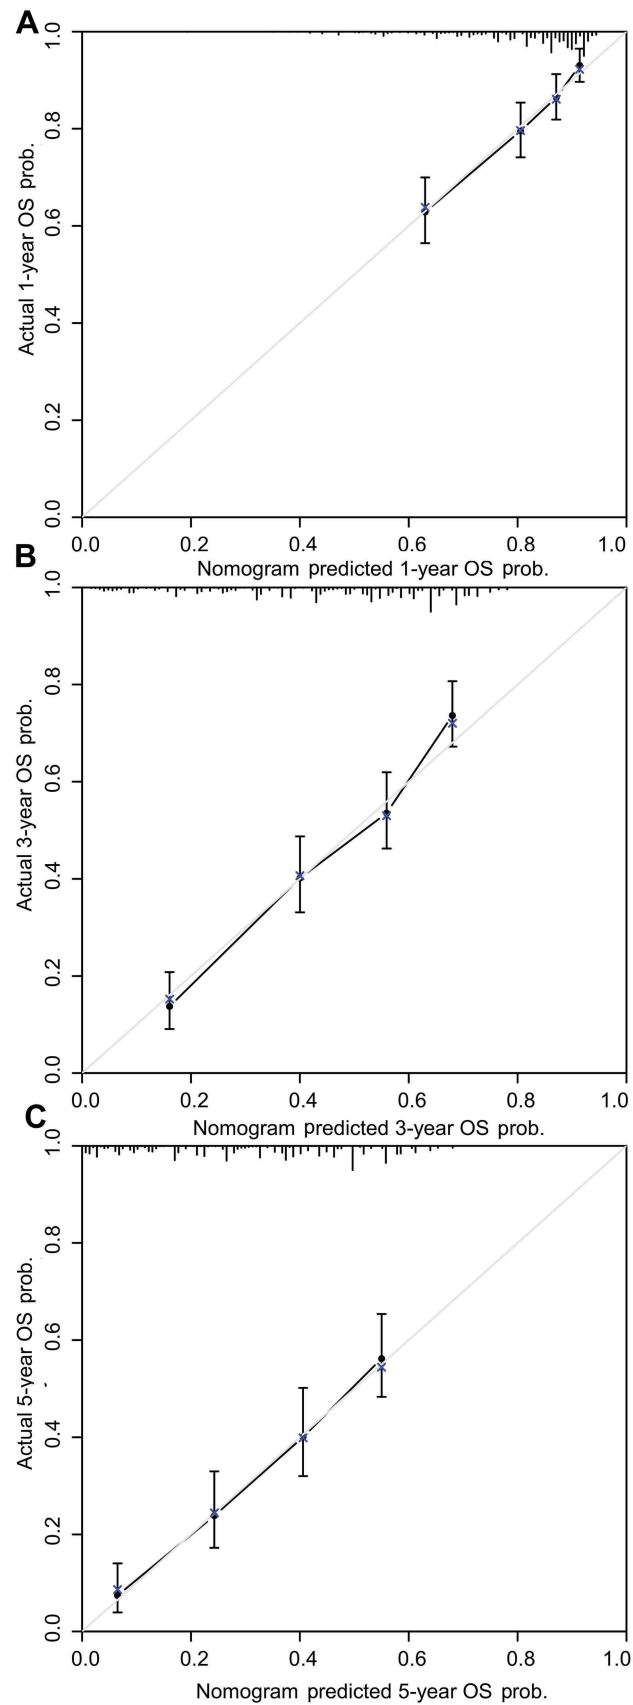 A
Actual 1-year OS prob.
1.0
0.8
0.6
0.4
0.2
0.0
0.0 0.2 0.4 0.6 0.8 1.0
Nomogram predicted 1-year OS prob.
B
Actual 3-year OS prob.
1.0
0.8
0.6
0.4
0.2
0.0
0.0 0.2 0.4 0.6 0.8 1.0
Nomogram predicted 3-year OS prob.
C
Actual 5-year OS prob.
1.0
0.8
0.6
0.4
0.2
0.0
0.0 0.2 0.4 0.6 0.8 1.0
Nomogram predicted 5-year OS prob.